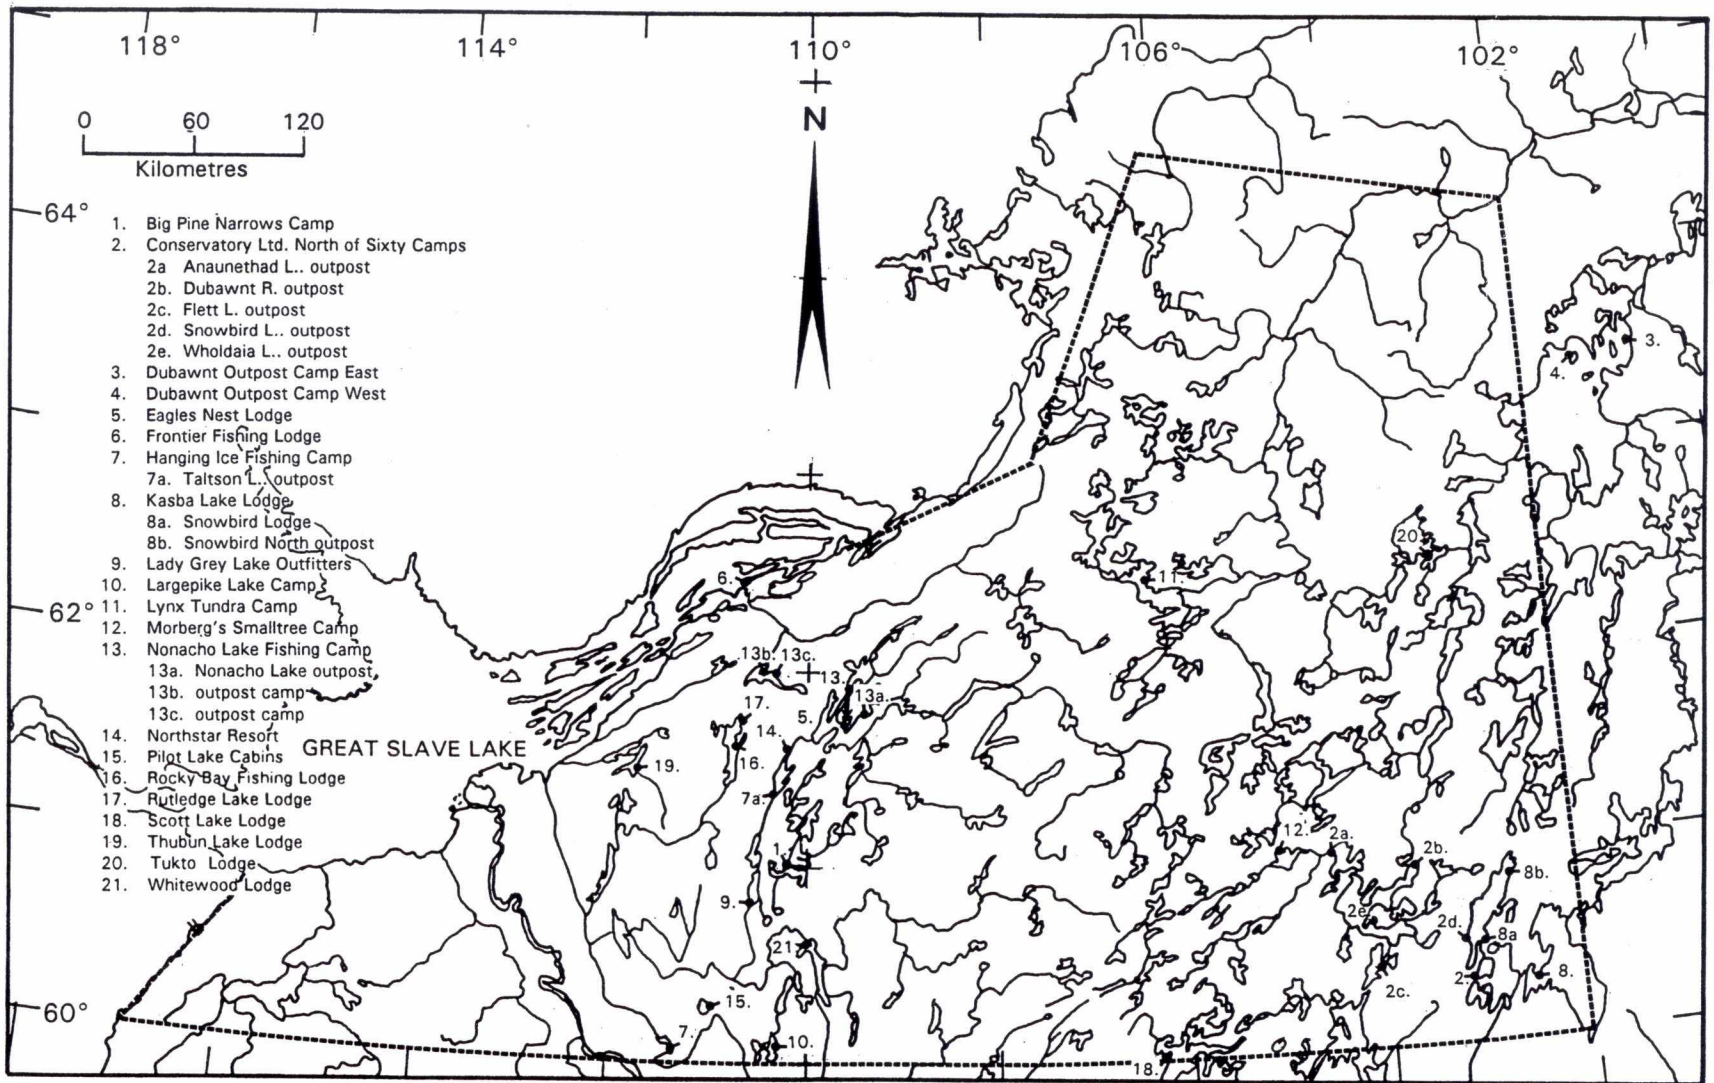 118° 114° 110° 106° 102°
0 60 120
Kilometres
N
64°
1. Big Pine Narrows Camp
2. Conservatory Ltd. North of Sixty Camps
2a Anaunethad L.. outpost
2b. Dubawnt R. outpost
2c. Flett L. outpost
2d. Snowbird L.. outpost
2e. Wholdaia L.. outpost
3. Dubawnt Outpost Camp East
4. Dubawnt Outpost Camp West
5. Eagles Nest Lodge
6. Frontier Fishing Lodge
7. Hanging Ice Fishing Camp
7a. Taltson L.. outpost
8. Kasba Lake Lodge
8a. Snowbird Lodge
8b. Snowbird North outpost
9. Lady Grey Lake Outfitters
10. Largepike Lake Camp
11. Lynx Tundra Camp
12. Morberg's Smalltree Camp
13. Nonacho Lake Fishing Camp
13a. Nonacho Lake outpost
13b. outpost camp
13c. outpost camp
14. Northstar Resort
15. Pilot Lake Cabins
16. Rocky Bay Fishing Lodge
17. Rutledge Lake Lodge
18. Scott Lake Lodge
19. Thubun Lake Lodge
20. Tukto Lodge
21. Whitewood Lodge
62°
60°
GREAT SLAVE LAKE
3.
4.
20.
6.
11.
13b. 13c.
13.
13a.
17.
5.
14.
16.
19.
7a.
12.
2a.
1.
2b.
8b.
9.
2e.
2d.
8a
21.
2.
8.
2c.
15.
7.
10.
18.